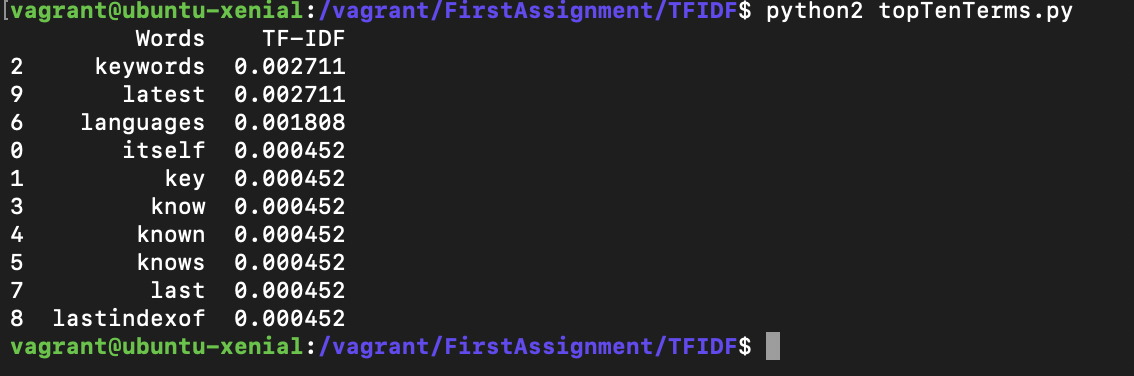 [vagrant@ubuntu-xenial:/vagrant/FirstAssignment/TFIDF$ python2 topTenTerms.py
         Words    TF-IDF
2     keywords  0.002711
9       latest  0.002711
6    languages  0.001808
0       itself  0.000452
1          key  0.000452
3         know  0.000452
4        known  0.000452
5        knows  0.000452
7         last  0.000452
8  lastindexof  0.000452
vagrant@ubuntu-xenial:/vagrant/FirstAssignment/TFIDF$